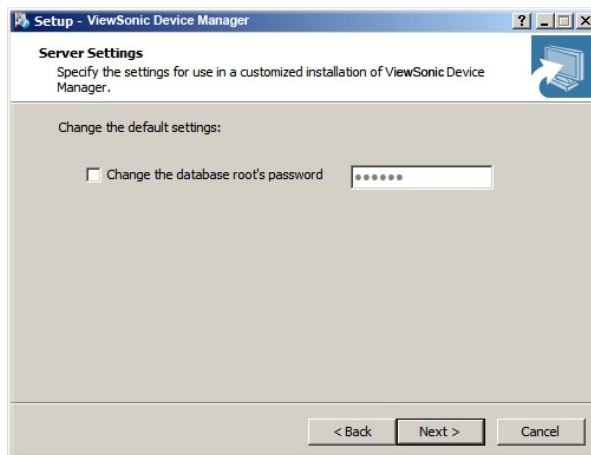 Setup - ViewSonic Device Manager
Server Settings
Specify the settings for use in a customized installation of ViewSonic Device
Manager.
Change the default settings:
Change the database root's password
< Back
Next >
Cancel